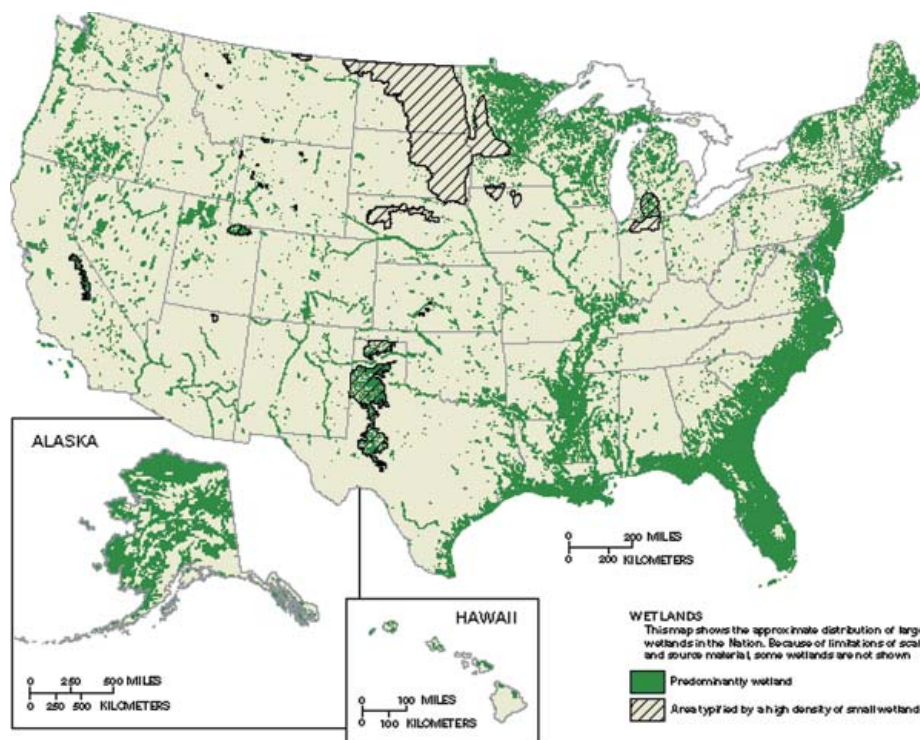 ALASKA
0 250 500 MILES
0 250 500 KILOMETERS
HAWAII
0 100 MILES
0 100 KILOMETERS
0 200 MILES
0 200 KILOMETERS
WETLANDS
This map shows the approximate distribution of larg
wetlands in the Nation. Because of limitations of scal
and source material, some wetlands are not shown
Predominantly wetland
Area typified by a high density of small wetland